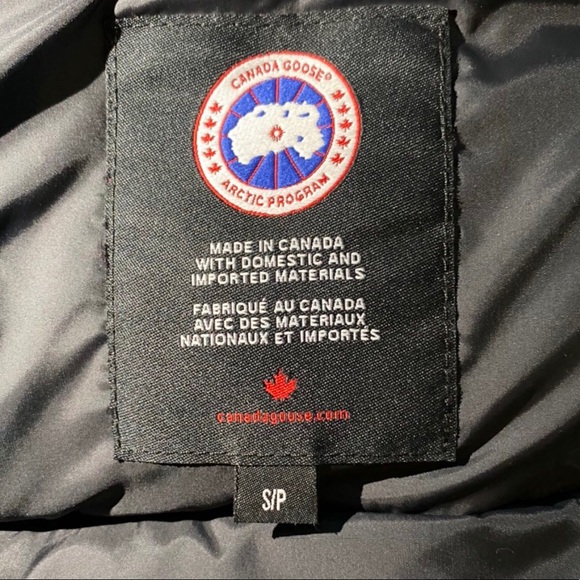 CANADA GOOSE®
ARCTIC PROGRAM
MADE IN CANADA
WITH DOMESTIC AND
IMPORTED MATERIALS
FABRIQUÉ AU CANADA
AVEC DES MATERIAUX
NATIONAUX ET IMPORTÉS
canadagouse.com
S/P